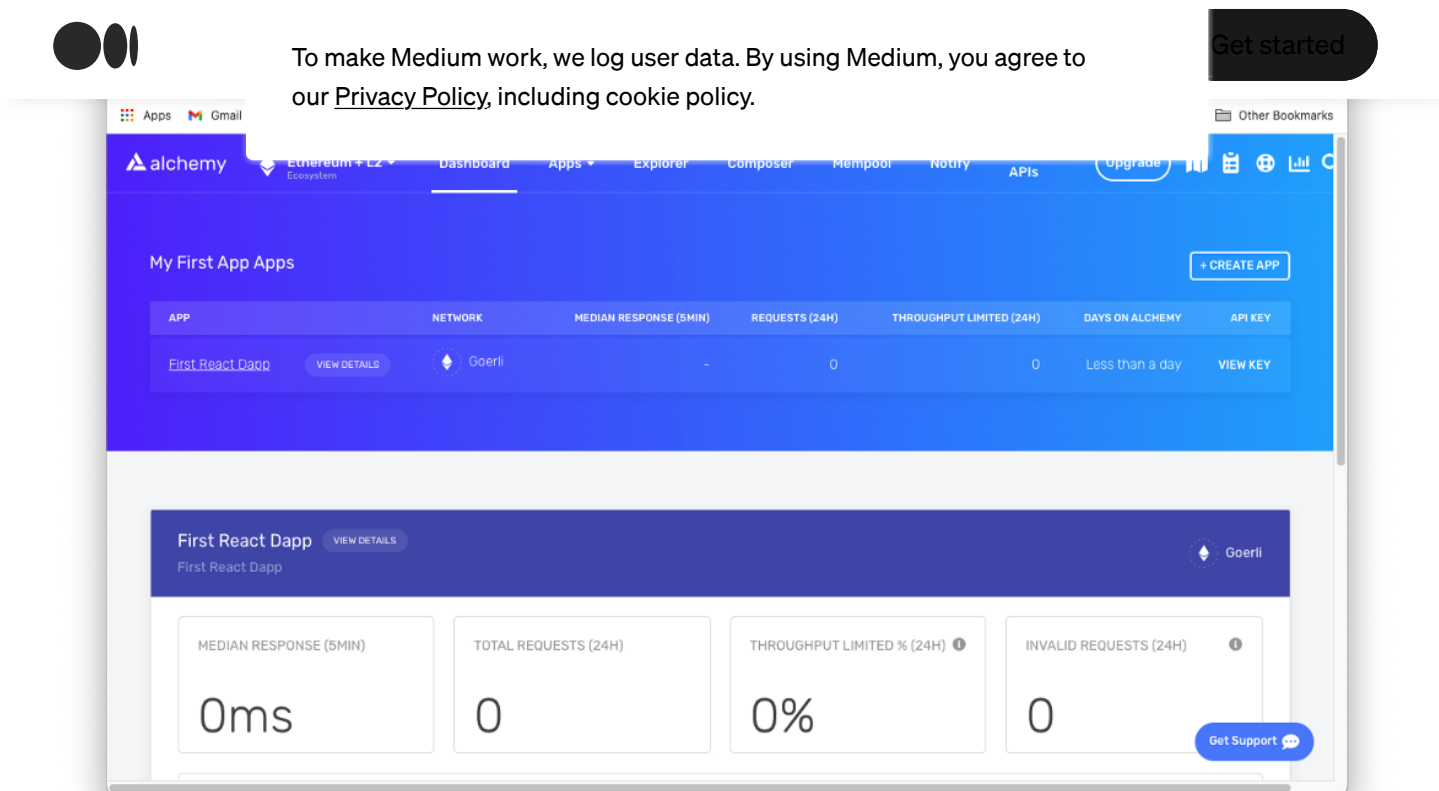 To make Medium work, we log user data. By using Medium, you agree to
Get started
our Privacy Policy, including cookie policy.
Apps Gmail
Other Bookmarks
alchemy
Ethereum + L2
Ecosystem
Dashboard Apps Explorer Composer Mempool Notify APIs Upgrade
My First App Apps
+ CREATE APP
APP NETWORK MEDIAN RESPONSE (5MIN) REQUESTS (24H) THROUGHPUT LIMITED (24H) DAYS ON ALCHEMY API KEY
First React Dapp VIEW DETAILS Goerli - 0 0 Less than a day VIEW KEY
First React Dapp VIEW DETAILS
Goerli
First React Dapp
MEDIAN RESPONSE (5MIN) TOTAL REQUESTS (24H) THROUGHPUT LIMITED % (24H) INVALID REQUESTS (24H)
0ms 0 0% 0
Get Support